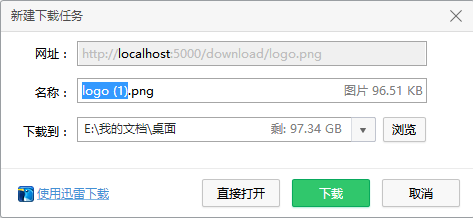 新建下载任务
网址： http://localhost:5000/download/logo.png
名称： logo (1).png 图片 96.51 KB
下载到： E:\我的文档\桌面 剩: 97.34 GB 浏览
使用迅雷下载 直接打开 下载 取消